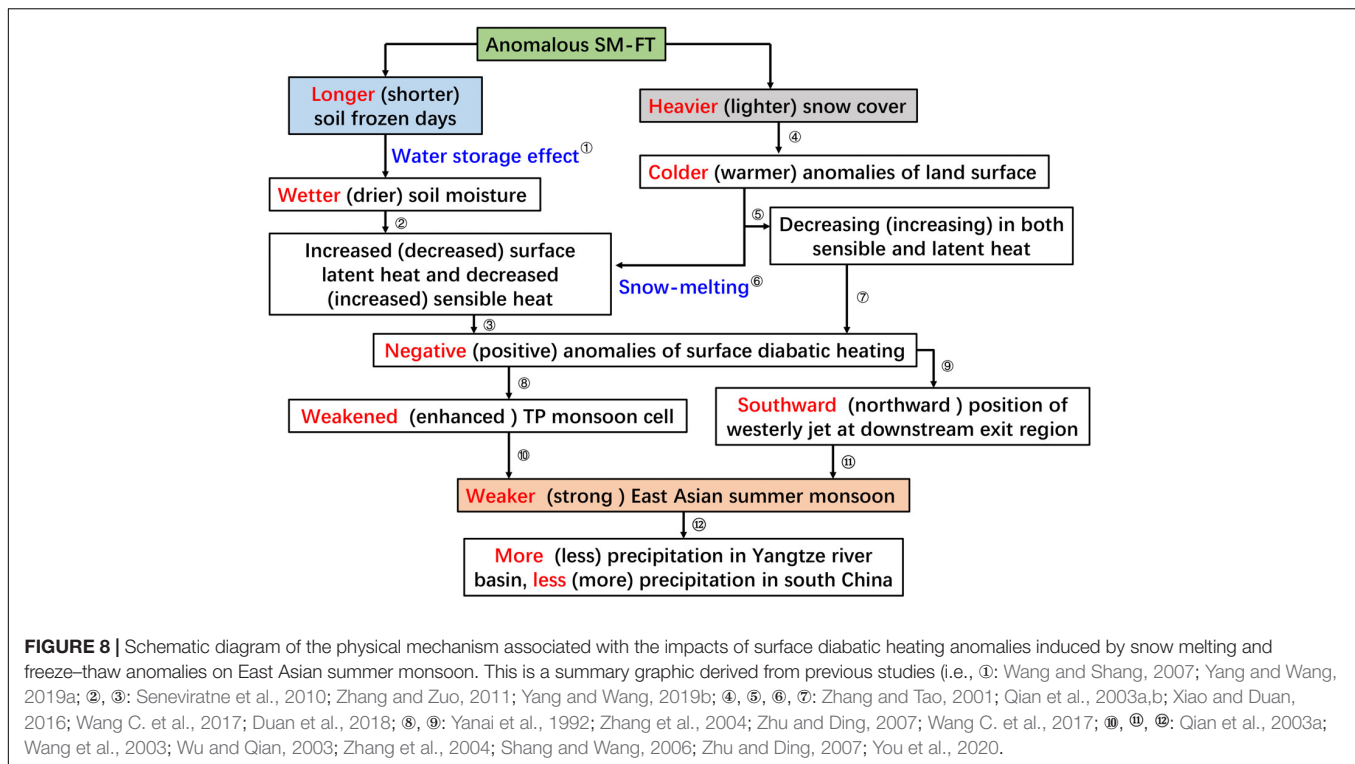 Anomalous SM-FT
Longer (shorter)
soil frozen days
Heavier (lighter) snow cover
④
Water storage effect①
Colder (warmer) anomalies of land surface
Wetter (drier) soil moisture
②
⑤
Decreasing (increasing) in both
sensible and latent heat
Increased (decreased) surface
latent heat and decreased
(increased) sensible heat
Snow-melting⑥
⑦
③
Negative (positive) anomalies of surface diabatic heating
⑧
⑨
Weakened (enhanced ) TP monsoon cell
Southward (northward ) position of
westerly jet at downstream exit region
⑩
⑪
Weaker (strong ) East Asian summer monsoon
⑫
More (less) precipitation in Yangtze river
basin, less (more) precipitation in south China
FIGURE 8 | Schematic diagram of the physical mechanism associated with the impacts of surface diabatic heating anomalies induced by snow melting and
freeze–thaw anomalies on East Asian summer monsoon. This is a summary graphic derived from previous studies (i.e., ①: Wang and Shang, 2007; Yang and Wang,
2019a; ②, ③: Seneviratne et al., 2010; Zhang and Zuo, 2011; Yang and Wang, 2019b; ④, ⑤, ⑥, ⑦: Zhang and Tao, 2001; Qian et al., 2003a,b; Xiao and Duan,
2016; Wang C. et al., 2017; Duan et al., 2018; ⑧, ⑨: Yanai et al., 1992; Zhang et al., 2004; Zhu and Ding, 2007; Wang C. et al., 2017; ⑩, ⑪, ⑫: Qian et al., 2003a;
Wang et al., 2003; Wu and Qian, 2003; Zhang et al., 2004; Shang and Wang, 2006; Zhu and Ding, 2007; You et al., 2020.